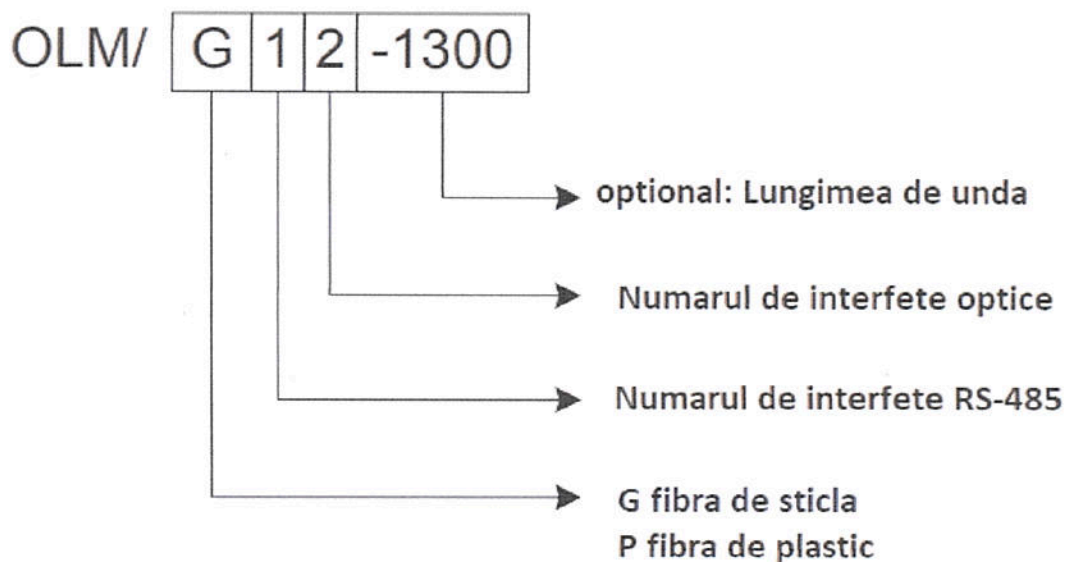 OLM/ G 1 2 -1300
optional: Lungimea de unda
Numarul de interfete optice
Numarul de interfete RS-485
G fibra de sticla
P fibra de plastic